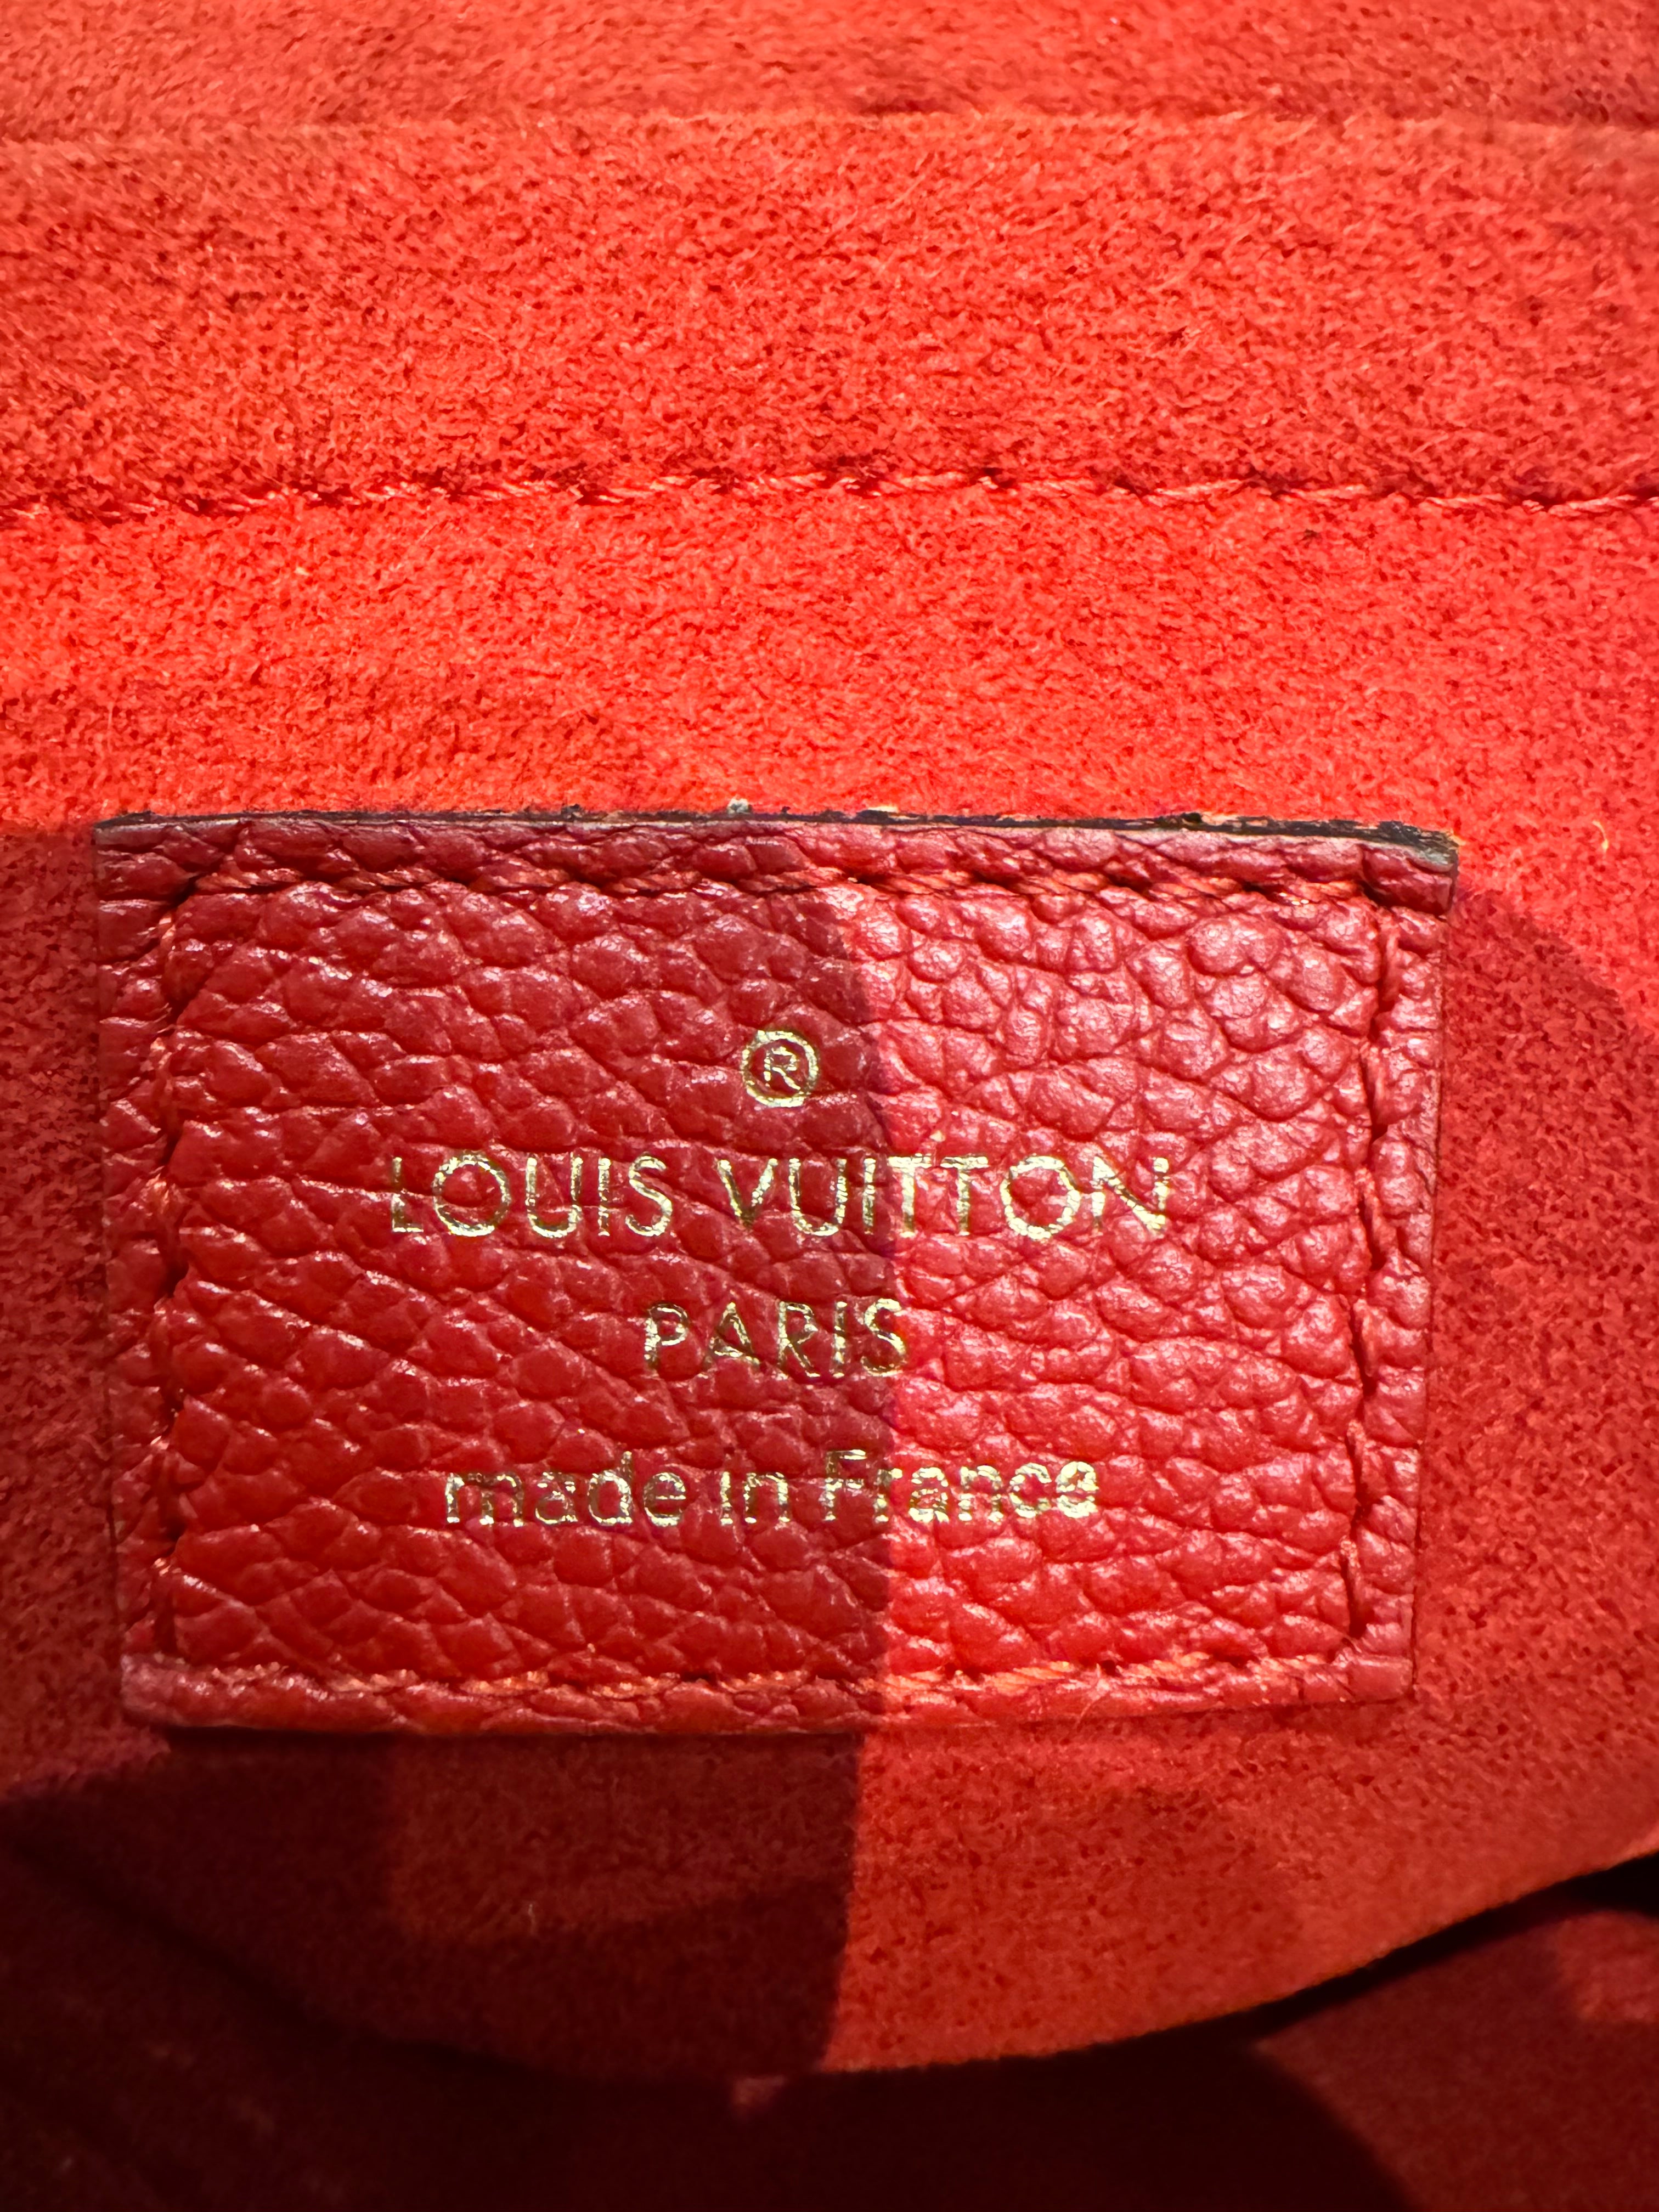 ®
LOUIS VUITTON
PARIS
made in France